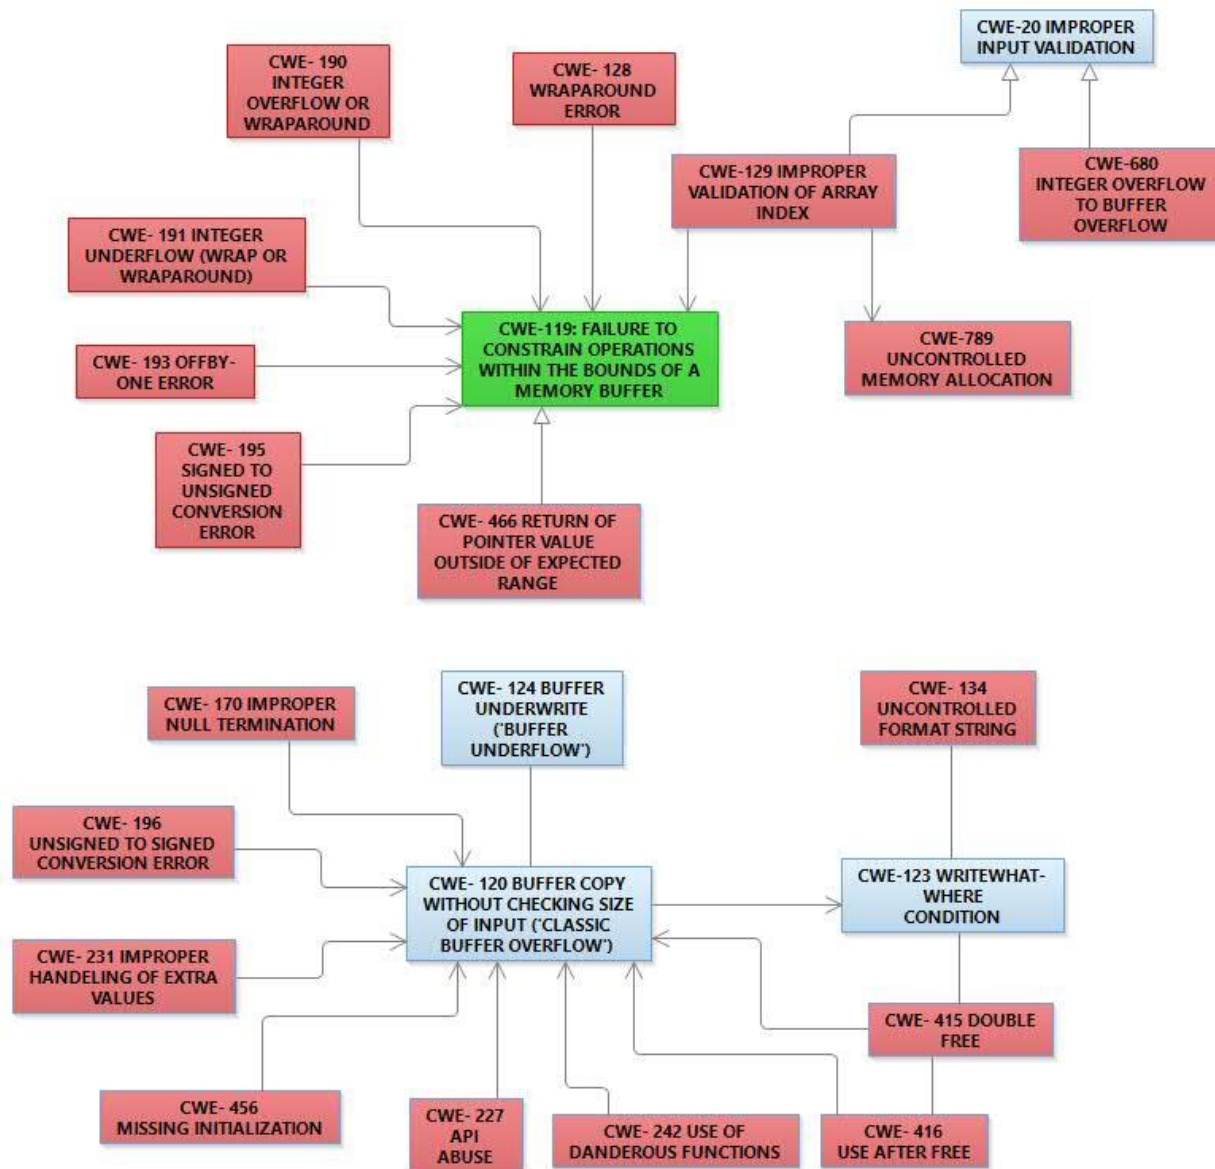 CWE-20 IMPROPER
INPUT VALIDATION
CWE- 190
INTEGER
OVERFLOW OR
WRAPAROUND
CWE- 128
WRAPAROUND
ERROR
CWE-129 IMPROPER
VALIDATION OF ARRAY
INDEX
CWE-680
INTEGER OVERFLOW
TO BUFFER
OVERFLOW
CWE- 191 INTEGER
UNDERFLOW (WRAP OR
WRAPAROUND)
CWE-119: FAILURE TO
CONSTRAIN OPERATIONS
WITHIN THE BOUNDS OF A
MEMORY BUFFER
CWE-789
UNCONTROLLED
MEMORY ALLOCATION
CWE- 193 OFFBY-
ONE ERROR
CWE- 195
SIGNED TO
UNSIGNED
CONVERSION
ERROR
CWE- 466 RETURN OF
POINTER VALUE
OUTSIDE OF EXPECTED
RANGE
CWE- 170 IMPROPER
NULL TERMINATION
CWE- 124 BUFFER
UNDERWRITE
('BUFFER
UNDERFLOW')
CWE- 134
UNCONTROLLED
FORMAT STRING
CWE- 196
UNSIGNED TO SIGNED
CONVERSION ERROR
CWE- 120 BUFFER COPY
WITHOUT CHECKING SIZE
OF INPUT ('CLASSIC
BUFFER OVERFLOW')
CWE-123 WRITEWHAT-
WHERE
CONDITION
CWE- 231 IMPROPER
HANDELING OF EXTRA
VALUES
CWE- 415 DOUBLE
FREE
CWE- 456
MISSING INITIALIZATION
CWE- 227
API
ABUSE
CWE- 242 USE OF
DANDEROUS FUNCTIONS
CWE- 416
USE AFTER FREE